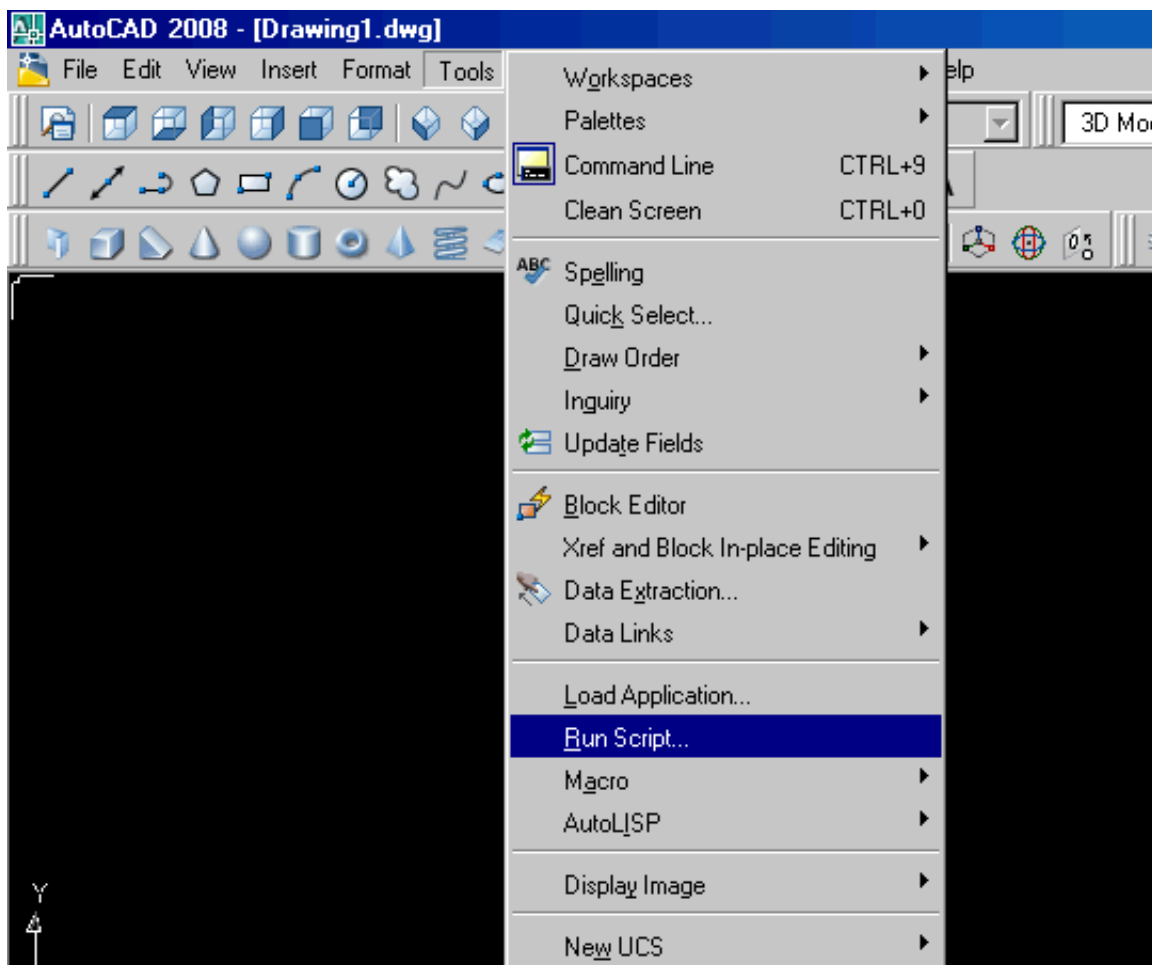 AutoCAD 2008 - [Drawing1.dwg]
File Edit View Insert Format Tools elp
Workspaces
Palettes
3D Mod
Command Line CTRL+9
Clean Screen CTRL+0
ABC Spelling
Quick Select...
Draw Order
Inquiry
Update Fields
Block Editor
Xref and Block In-place Editing
Data Extraction...
Data Links
Load Application...
Run Script...
Macro
AutoLISP
Display Image
New UCS
Y